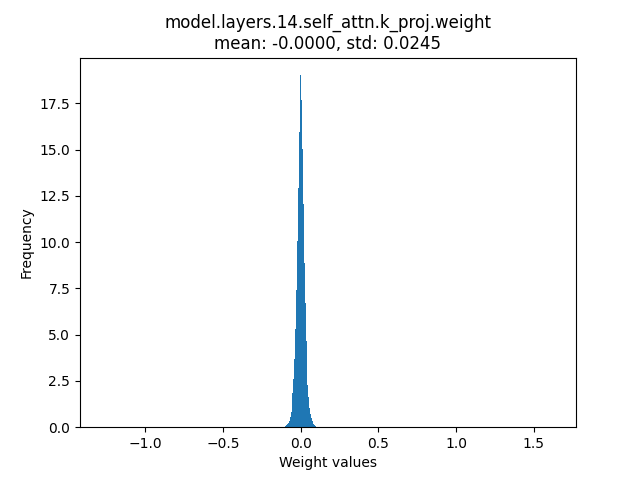 model.layers.14.self_attn.k_proj.weight
mean: -0.0000, std: 0.0245
17.5
15.0
12.5
10.0
7.5
5.0
2.5
0.0
Frequency
−1.0 −0.5 0.0 0.5 1.0 1.5
Weight values